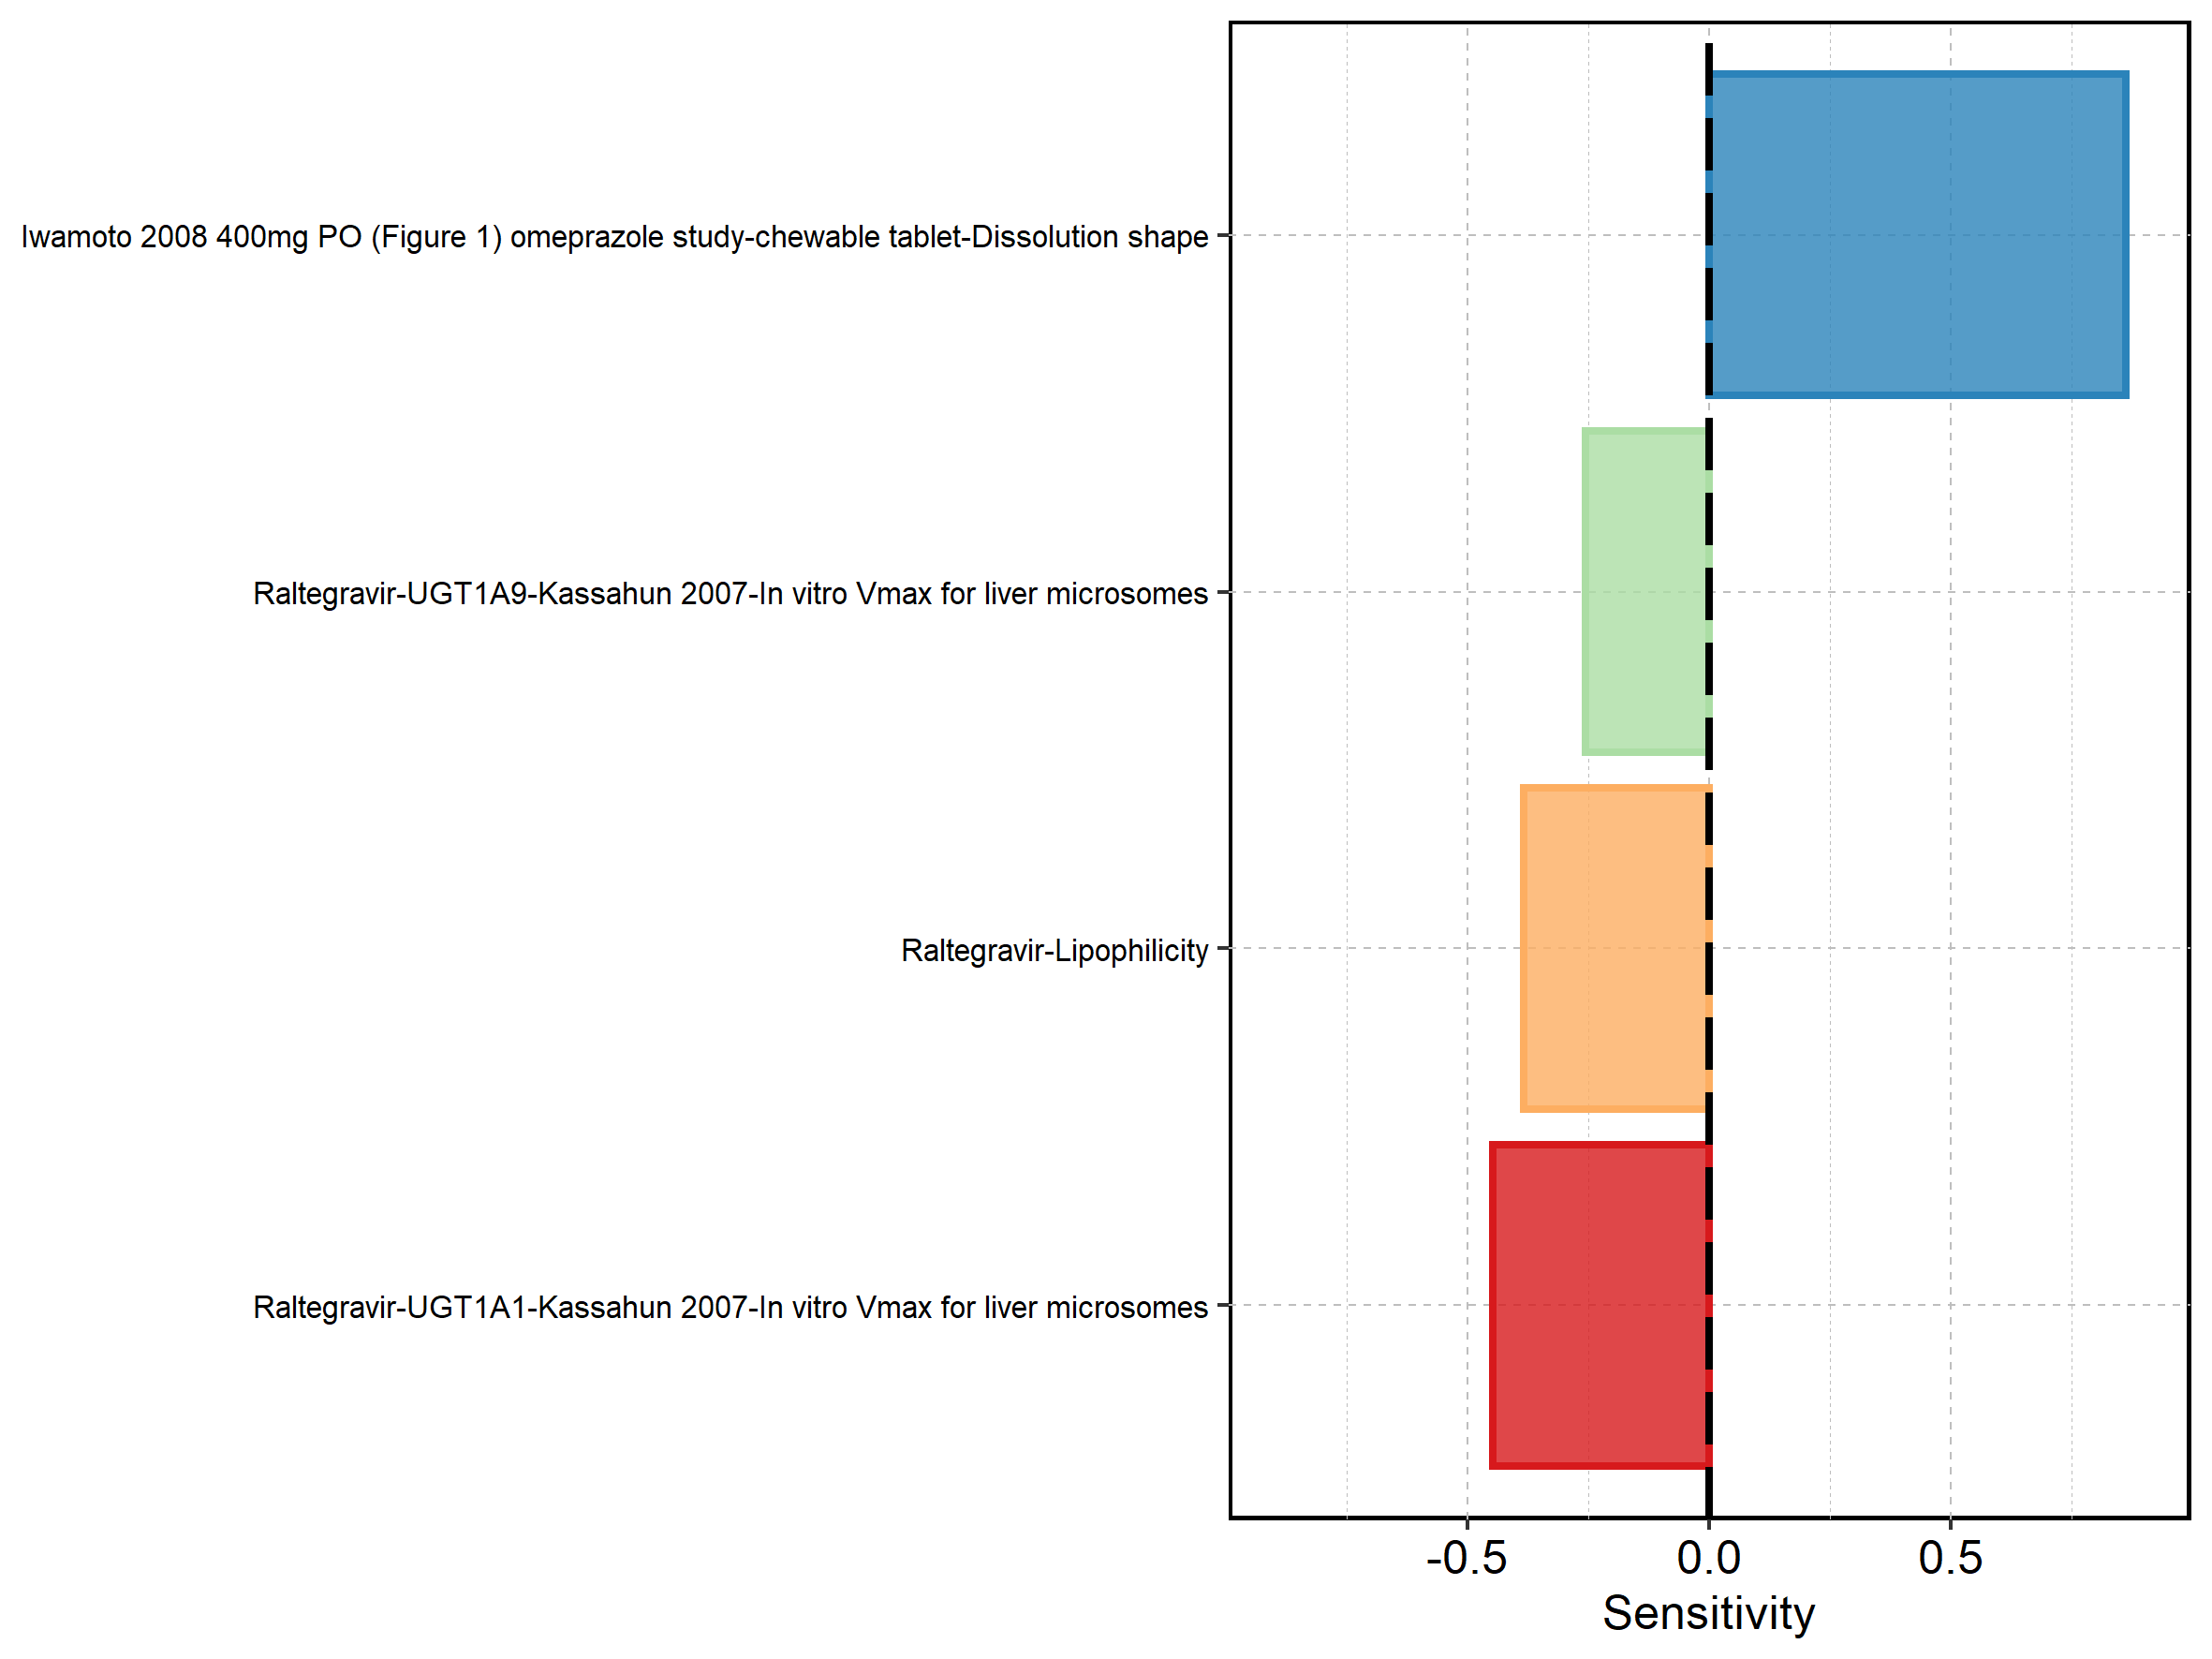 Iwamoto 2008 400mg PO (Figure 1) omeprazole study-chewable tablet-Dissolution shape
Raltegravir-UGT1A9-Kassahun 2007-In vitro Vmax for liver microsomes
Raltegravir-Lipophilicity
Raltegravir-UGT1A1-Kassahun 2007-In vitro Vmax for liver microsomes
-0.5 0.0 0.5
Sensitivity